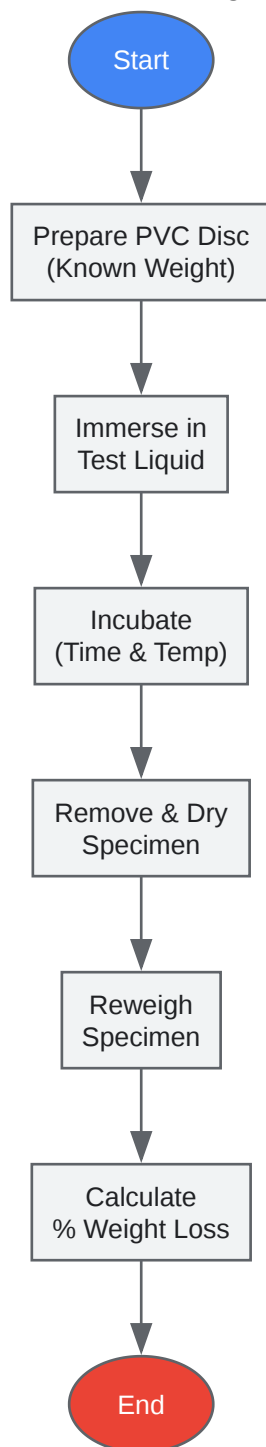 Start
Prepare PVC Disc
(Known Weight)
Immerse in
Test Liquid
Incubate
(Time & Temp)
Remove & Dry
Specimen
Reweigh
Specimen
Calculate
% Weight Loss
End